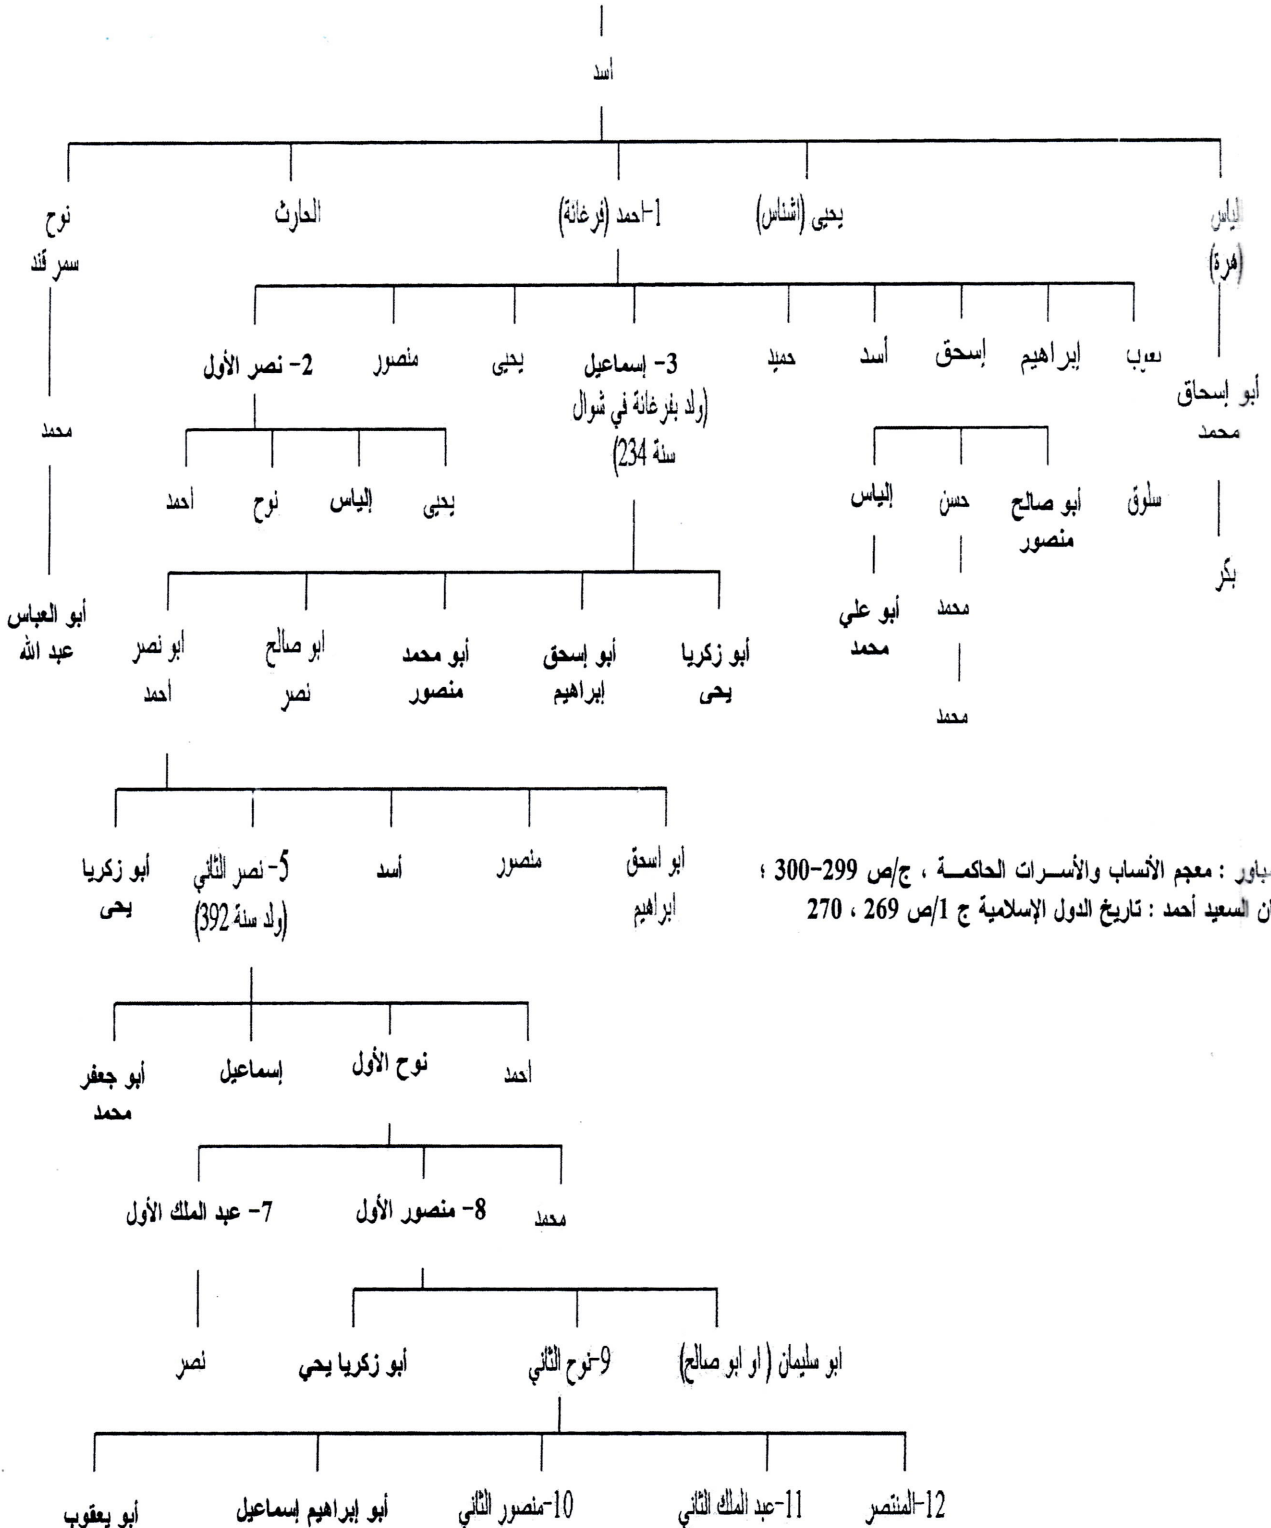 أسد
إلياس
(هرة)
يحيى (اشناس)
1-احمد (فرغانة)
الحارث
نوح
سمر قند
إبراهيم
إسحق
أسد
حميد
3- إسماعيل
(ولد بفرغانة في شوال
سنة 234)
يحيى
منصور
2- نصر الأول
أبو إسحاق
محمد
محمد
سلوق
أبو صالح
منصور
حسن
إلياس
يحيى
إلياس
نوح
أحمد
بكر
محمد
أبو علي
محمد
محمد
أبو زكريا
يحى
أبو إسحق
إبراهيم
أبو محمد
منصور
ابو صالح
نصر
ابو نصر
أحمد
أبو العباس
عبد الله
ابو اسحق
ابراهيم
منصور
أسد
5- نصر الثاني
(ولد سنة 392)
أبو زكريا
يحى
: معجم الأنساب والأسرات الحاكمة ، ج/ص 299-300 ؛
السعيد أحمد : تاريخ الدول الإسلامية ج 1/ص 269 ، 270
أحمد
نوح الأول
إسماعيل
أبو جعفر
محمد
محمد
8- منصور الأول
7- عبد الملك الأول
ابو سليمان ( او ابو صالح)
9-نوح الثاني
أبو زكريا يحي
نصر
12-المنتصر
11-عبد الملك الثاني
10-منصور الثاني
أبو إبراهيم إسماعيل
أبو يعقوب